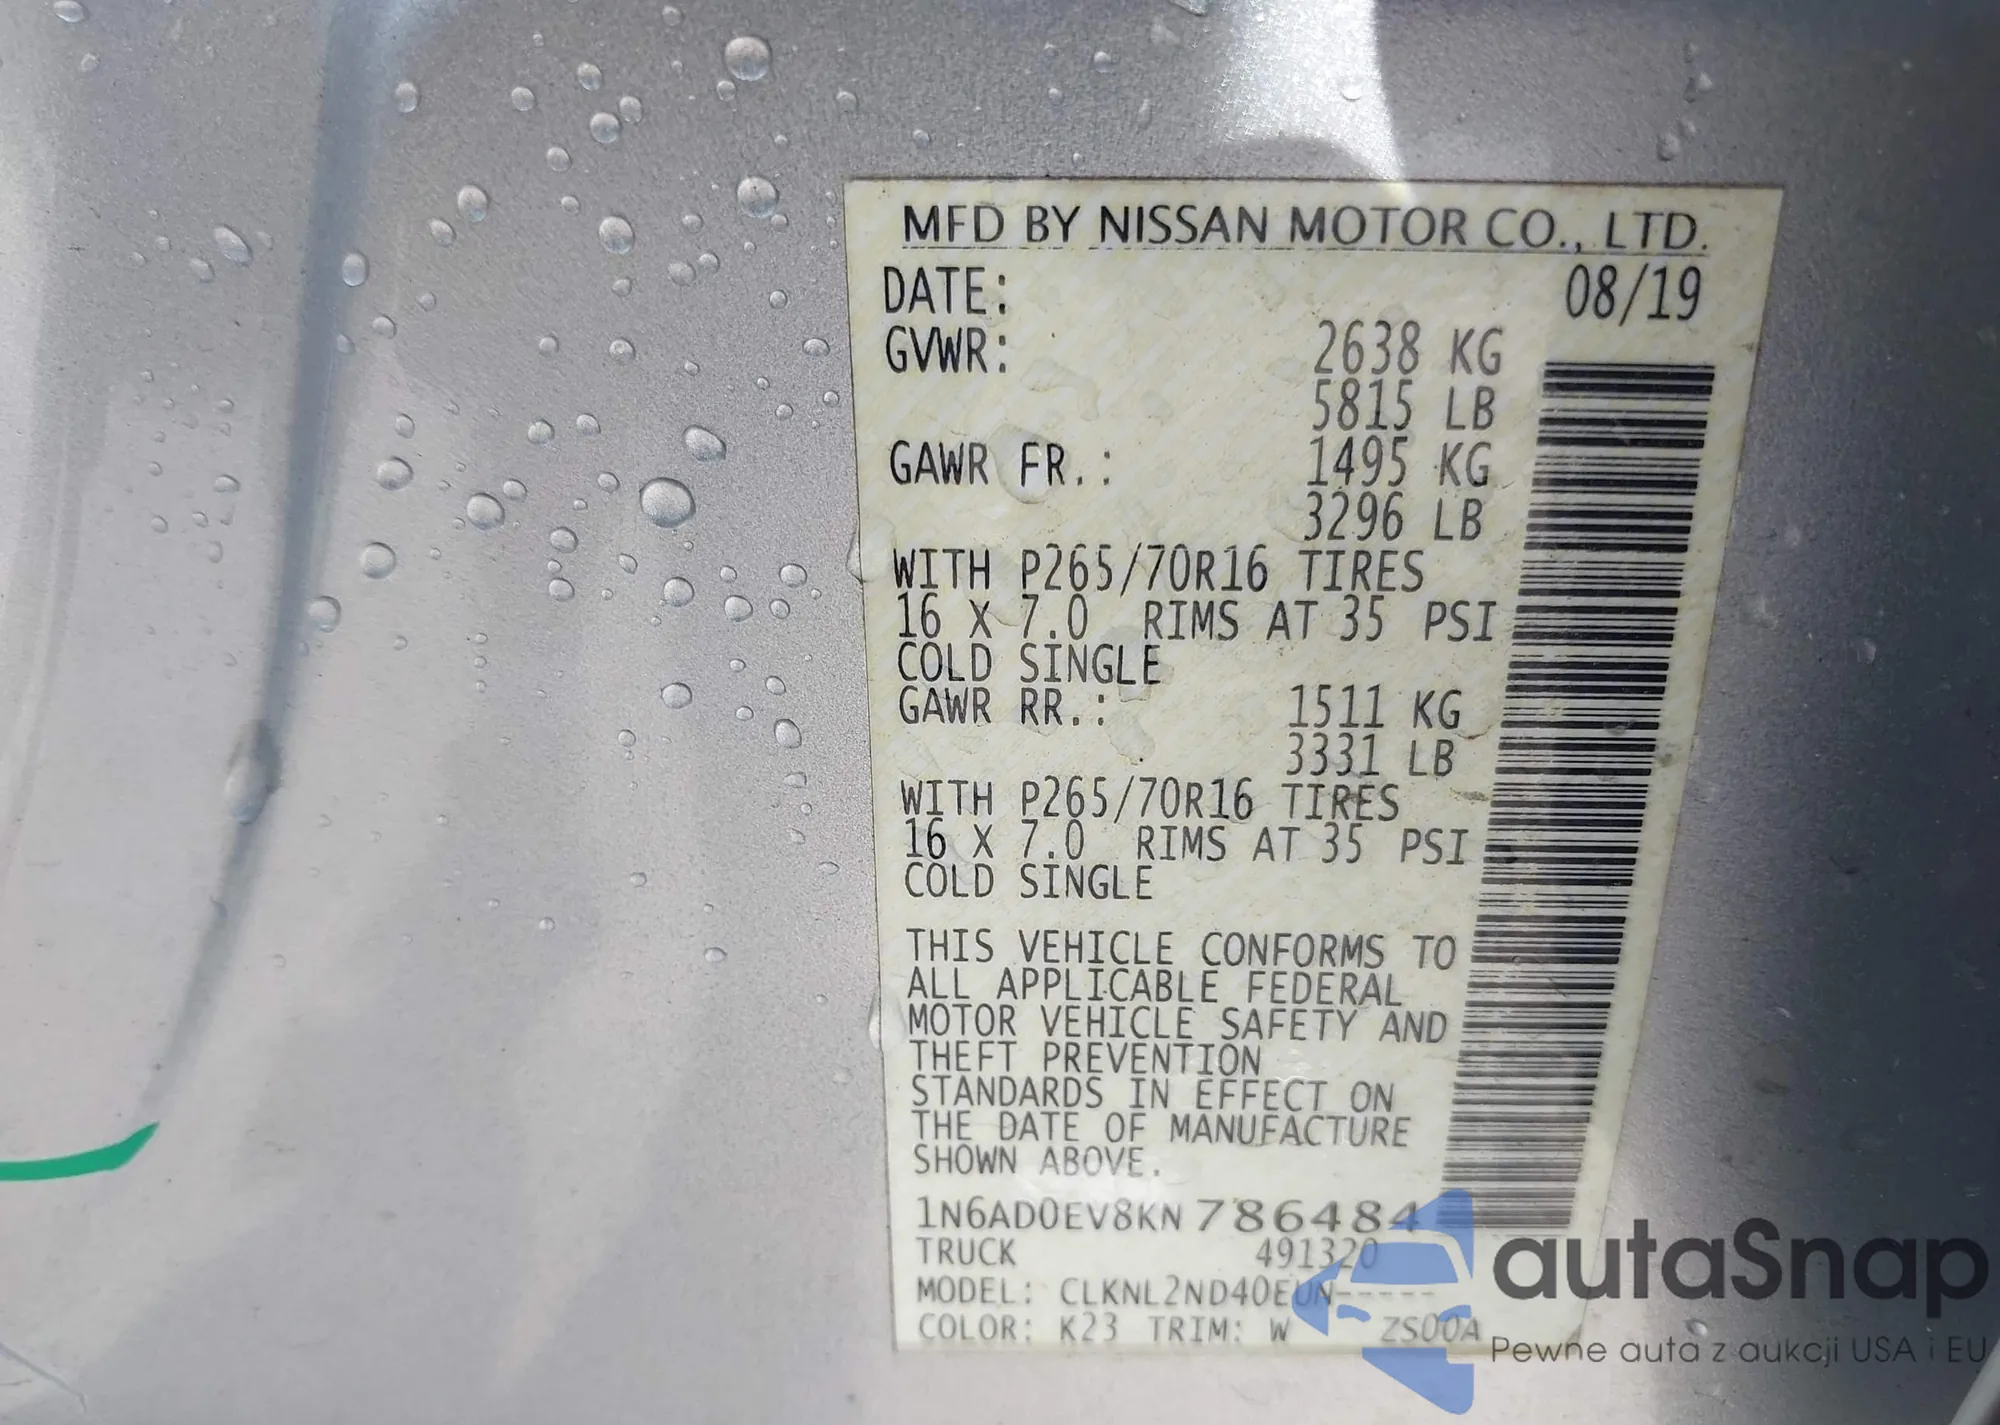 MFD BY NISSAN MOTOR CO., LTD.
DATE: 08/19
GVWR: 2638 KG
5815 LB
GAWR FR.: 1495 KG
3296 LB
WITH P265/70R16 TIRES
16 X 7.0 RIMS AT 35 PSI
COLD SINGLE
GAWR RR.: 1511 KG
3331 LB
WITH P265/70R16 TIRES
16 X 7.0 RIMS AT 35 PSI
COLD SINGLE
THIS VEHICLE CONFORMS TO
ALL APPLICABLE FEDERAL
MOTOR VEHICLE SAFETY AND
THEFT PREVENTION
STANDARDS IN EFFECT ON
THE DATE OF MANUFACTURE
SHOWN ABOVE.
1N6AD0EV8KN786484
TRUCK 491320
MODEL: CLKNL2ND40EUN-----
COLOR: K23 TRIM: W ZS00A
autaSnap
Pewne auta z aukcji USA i EU